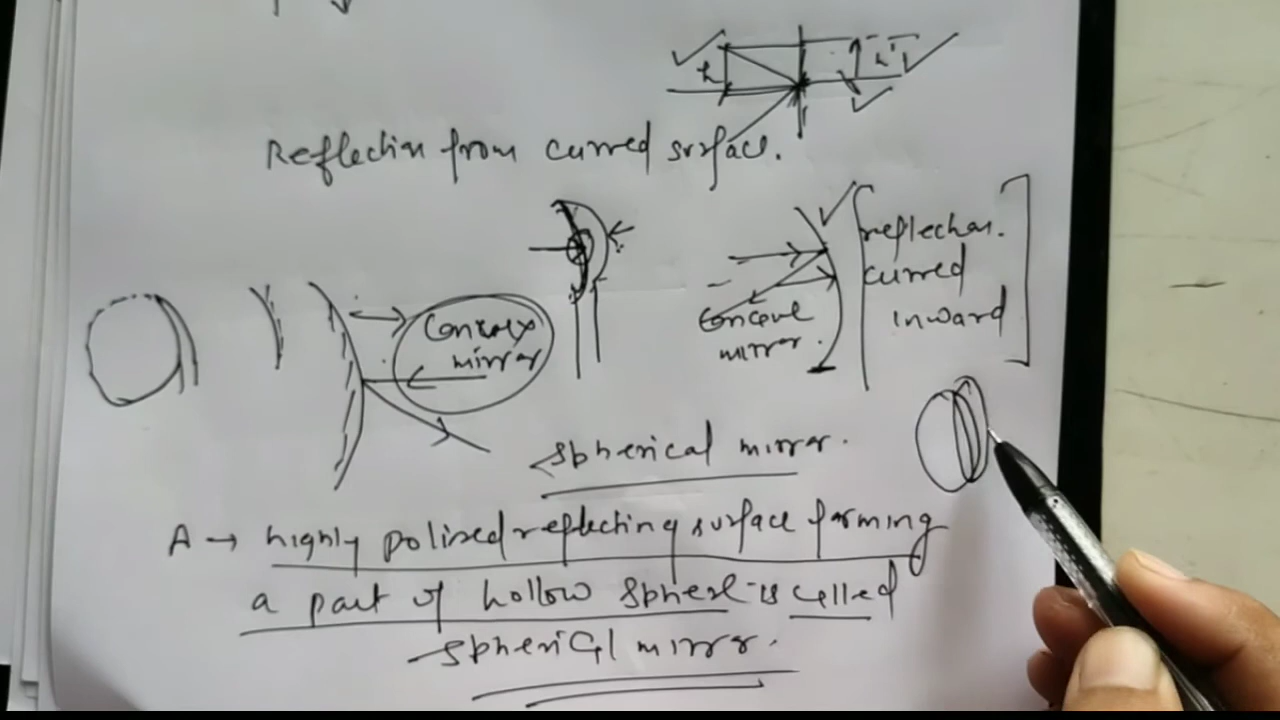 h h'
Reflection from curved surface.
Convex
mirror
Concave
mirror.
reflection.
curved
inward
spherical mirror.
A → highly polised reflecting surface forming
a part of hollow sphere is called
spherical mirror.